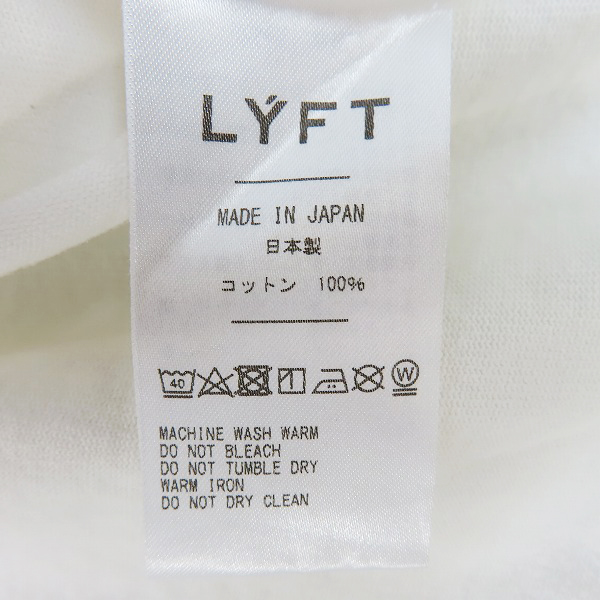 LÝFT
MADE IN JAPAN
日本製
コットン 100%
40 W
MACHINE WASH WARM
DO NOT BLEACH
DO NOT TUMBLE DRY
WARM IRON
DO NOT DRY CLEAN